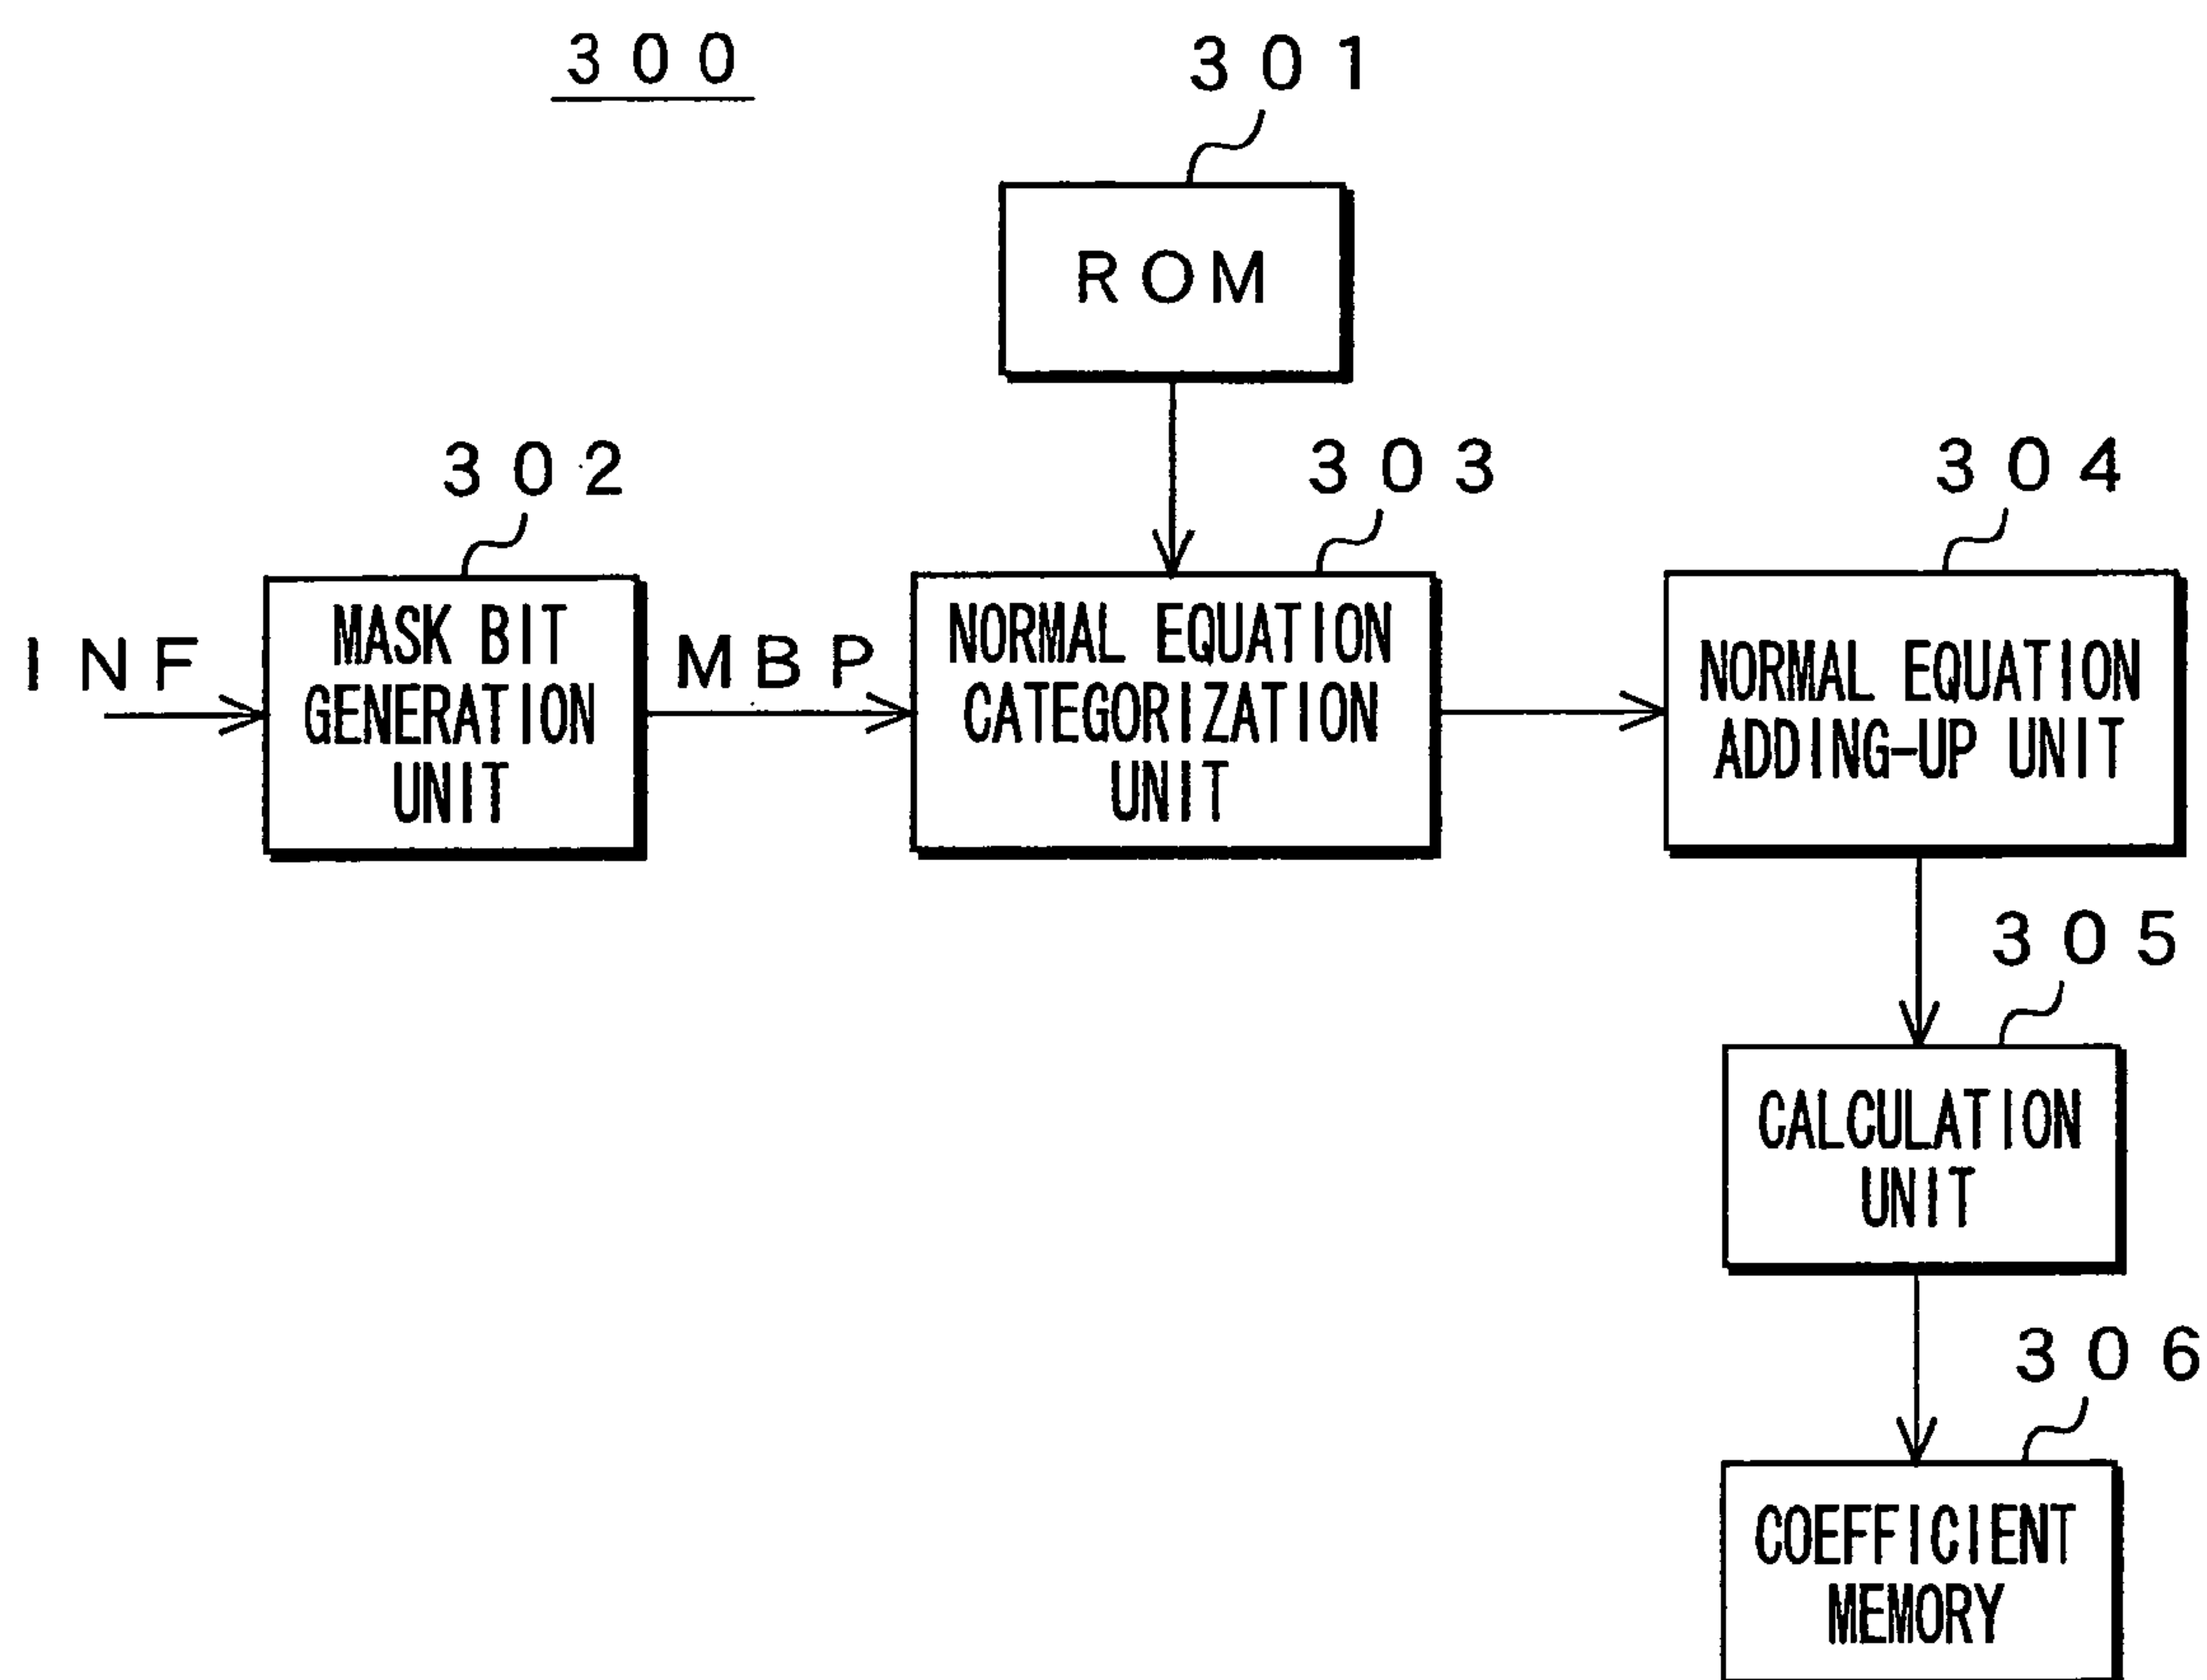 300
301
ROM
302
303
304
INF
MASK BIT
GENERATION
UNIT
MBP
NORMAL EQUATION
CATEGORIZATION
UNIT
NORMAL EQUATION
ADDING-UP UNIT
305
CALCULATION
UNIT
306
COEFFICIENT
MEMORY